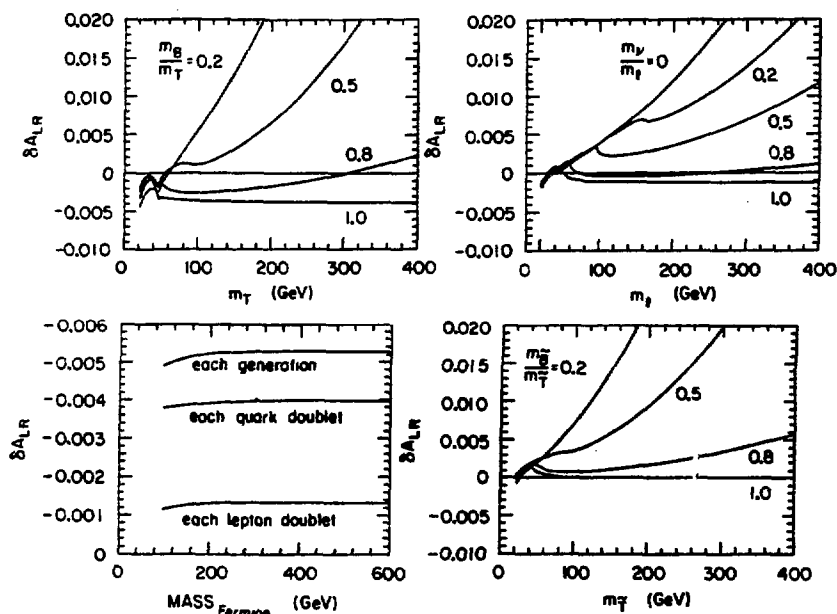 0.020
0.015
0.010
0.005
0
-0.005
-0.010
δA_LR
m_B/m_T = 0.2
0.5
0.8
1.0
0 100 200 300 400
m_T (GeV)
0.020
0.015
0.010
0.005
0
-0.005
-0.010
δA_LR
m_ν/m_ℓ = 0
0.2
0.5
0.8
1.0
0 100 200 300 400
m_ℓ (GeV)
-0.006
-0.005
-0.004
-0.003
-0.002
-0.001
0
δA_LR
each generation
each quark doublet
each lepton doublet
0 200 400 600
MASS (GeV)
0.020
0.015
0.010
0.005
0
-0.005
-0.010
δA_LR
= 0.2
0.5
0.8
1.0
0 100 200 300 400
m_T̃ (GeV)